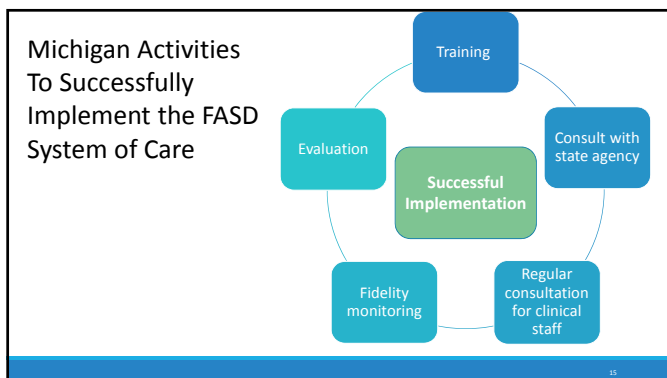 Michigan Activities
To Successfully
Implement the FASD
System of Care
Training
Consult with
state agency
Regular
consultation
for clinical
staff
Fidelity
monitoring
Evaluation
Successful
Implementation
15